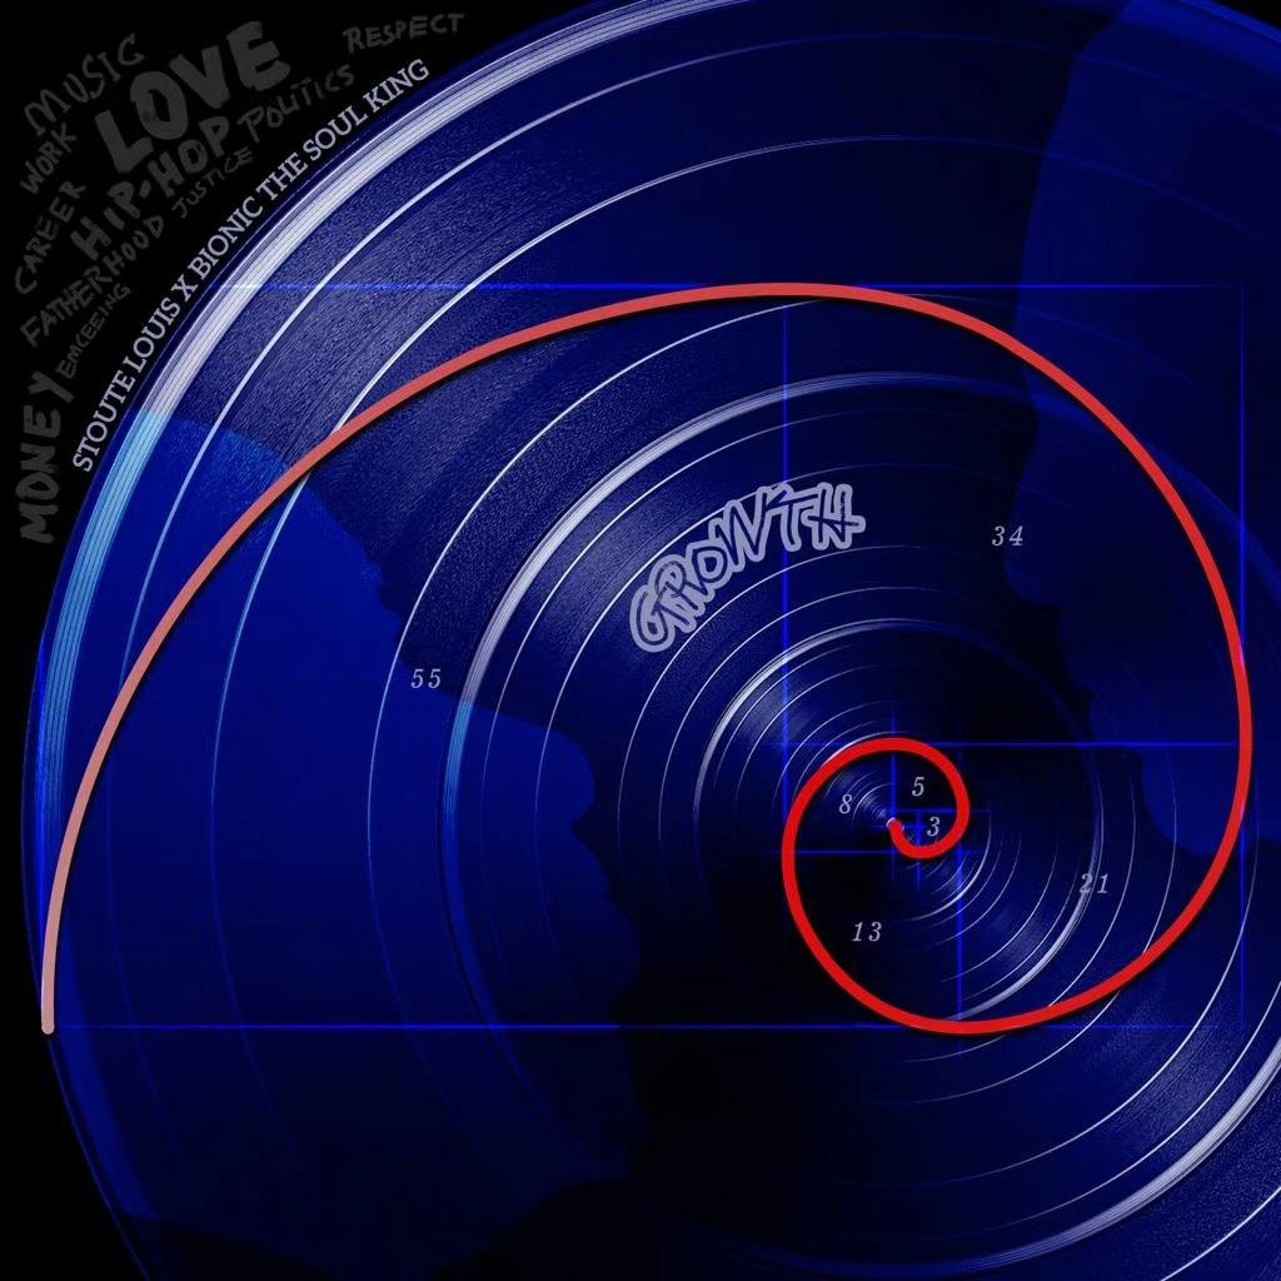 MUSIC
LOVE
RESPECT
WORK
HIP-HOP
POLITICS
CAREER
JUSTICE
FATHERHOOD
EMCEEING
MONEY
STOUTE LOUIS X BIONIC THE SOUL KING
GROWTH
34
55
5
8
3
21
13